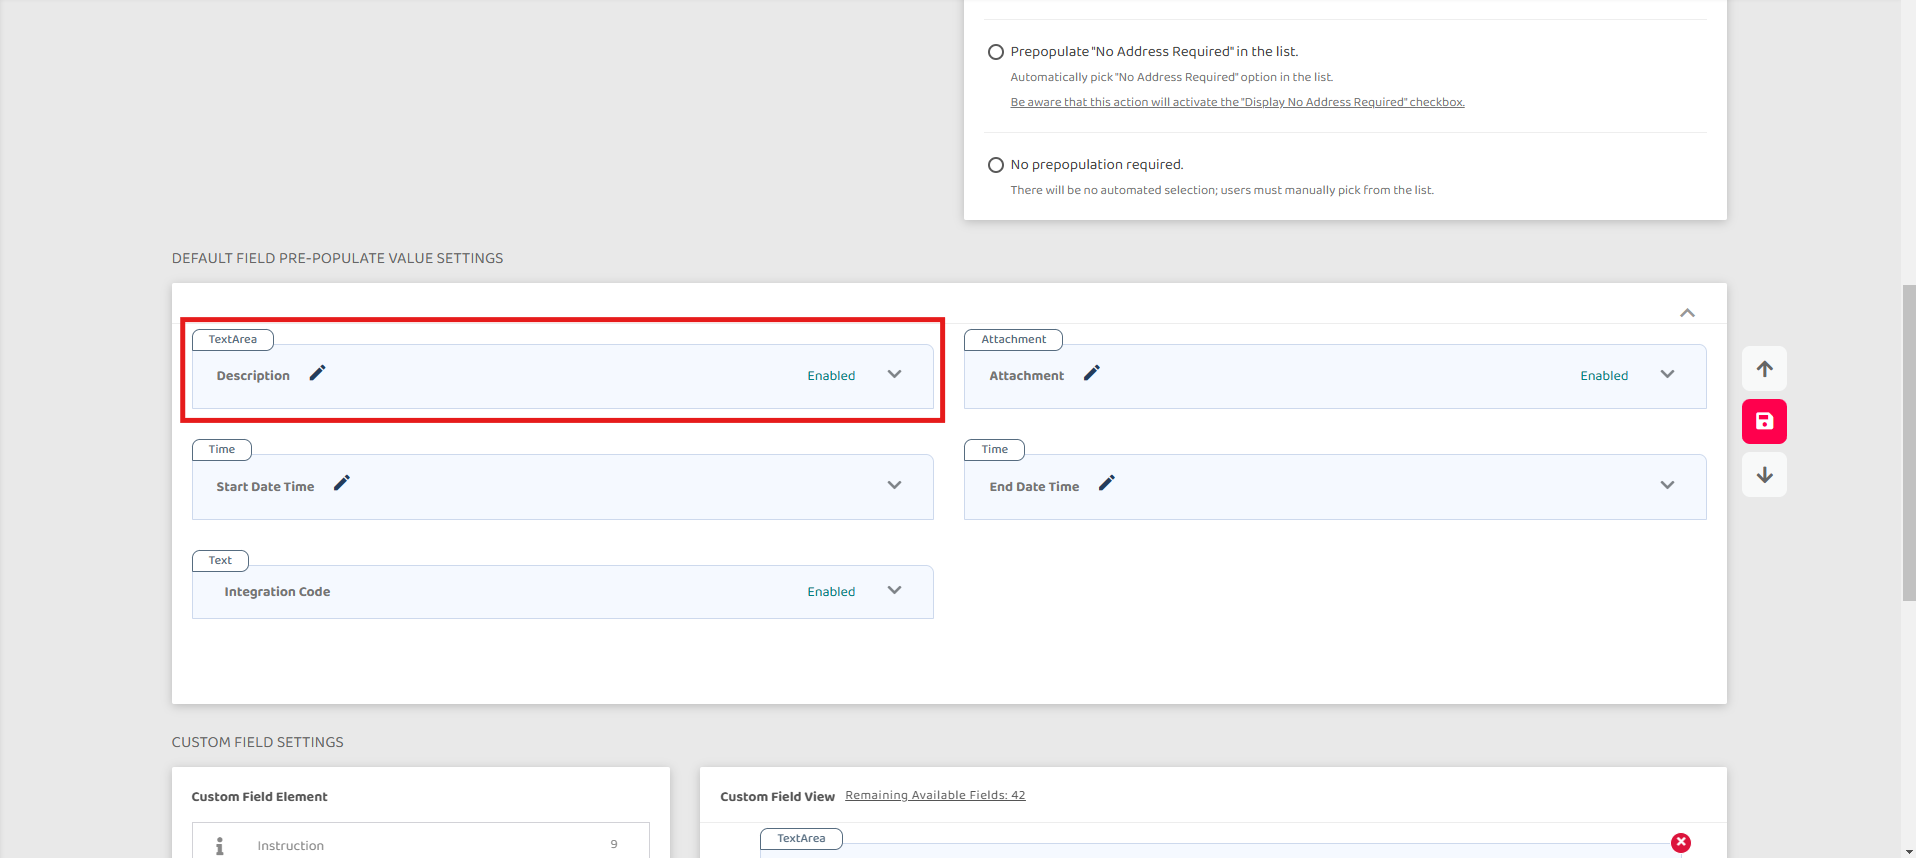 Prepopulate "No Address Required" in the list.
Automatically pick "No Address Required" option in the list.
Be aware that this action will activate the "Display No Address Required" checkbox.
No prepopulation required.
There will be no automated selection; users must manually pick from the list.
DEFAULT FIELD PRE-POPULATE VALUE SETTINGS
TextArea
Description
Enabled
Attachment
Attachment
Enabled
Time
Start Date Time
Time
End Date Time
Text
Integration Code
Enabled
CUSTOM FIELD SETTINGS
Custom Field Element
Instruction 9
Custom Field View Remaining Available Fields: 42
TextArea